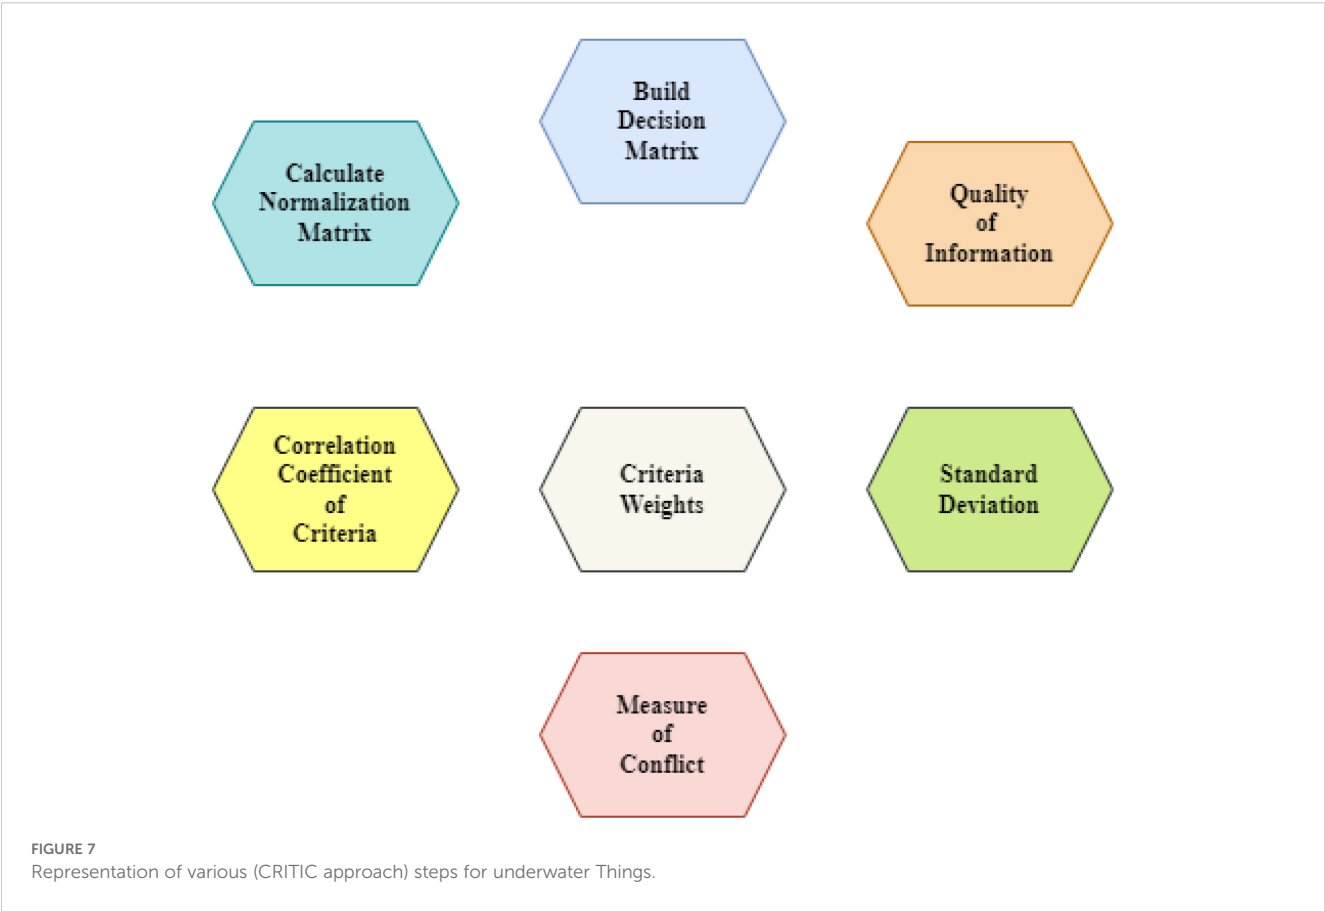 Build
Decision
Matrix
Calculate
Normalization
Matrix
Quality
of
Information
Correlation
Coefficient
of
Criteria
Criteria
Weights
Standard
Deviation
Measure
of
Conflict
FIGURE 7
Representation of various (CRITIC approach) steps for underwater Things.